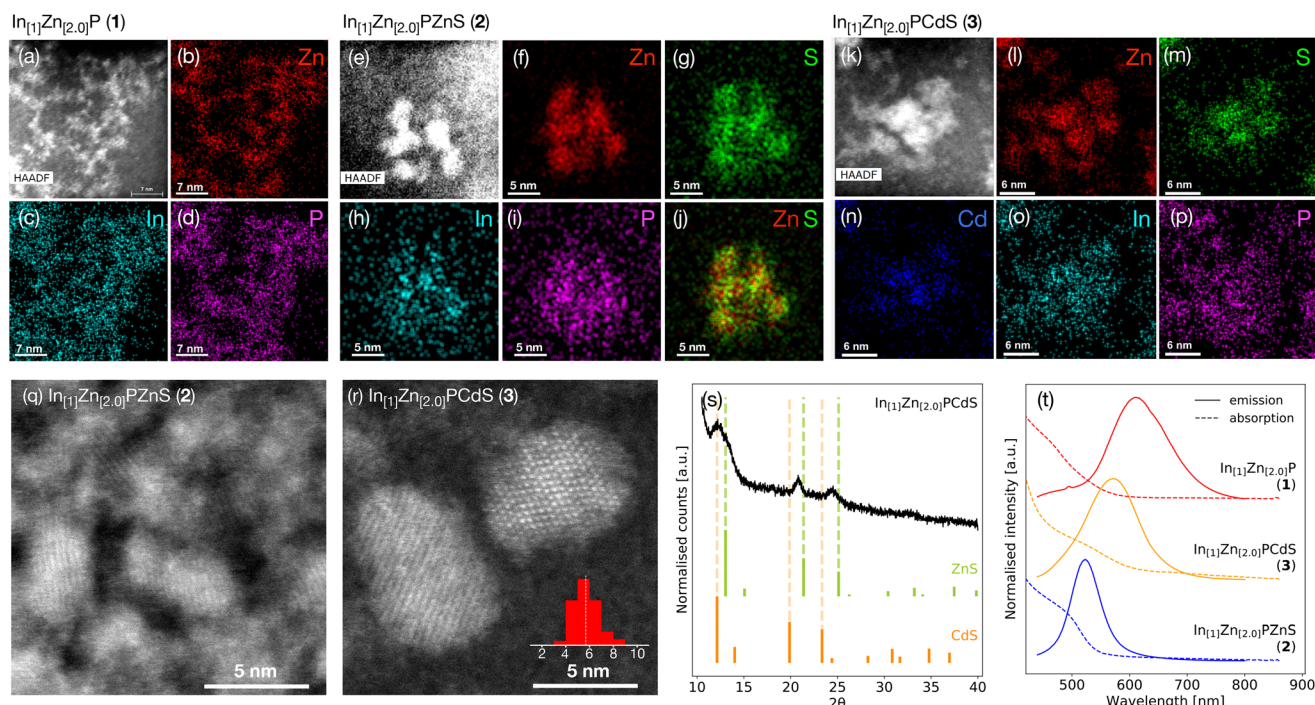 In[1]Zn[2.0]P (1)
In[1]Zn[2.0]PZnS (2)
In[1]Zn[2.0]PCdS (3)
(a)
HAADF
7 nm
(b)
Zn
7 nm
(e)
HAADF
5 nm
(f)
Zn
5 nm
(g)
S
5 nm
(k)
HAADF
6 nm
(l)
Zn
6 nm
(m)
S
6 nm
(c)
In
7 nm
(d)
P
7 nm
(h)
In
5 nm
(i)
P
5 nm
(j)
Zn S
5 nm
(n)
Cd
6 nm
(o)
In
6 nm
(p)
P
6 nm
(q) In[1]Zn[2.0]PZnS (2)
5 nm
(r) In[1]Zn[2.0]PCdS (3)
2 4 6 8 10
5 nm
(s)
In[1]Zn[2.0]PCdS
Normalised counts [a.u.]
ZnS
CdS
10 15 20 25 30 35 40
2θ
(t)
emission
absorption
Normalised intensity [a.u.]
In[1]Zn[2.0]P
(1)
In[1]Zn[2.0]PCdS
(3)
In[1]Zn[2.0]PZnS
(2)
500 600 700 800 900
Wavelength [nm]